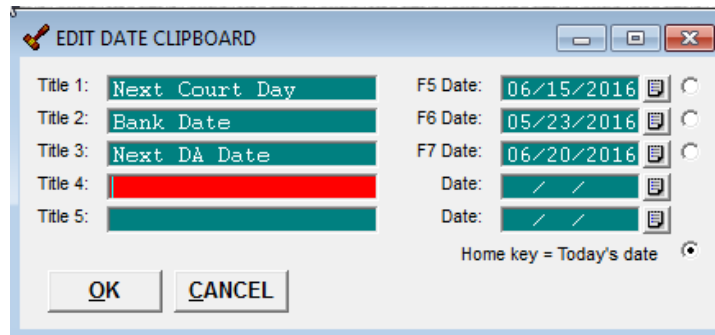 EDIT DATE CLIPBOARD
Title 1: Next Court Day F5 Date: 06/15/2016
Title 2: Bank Date F6 Date: 05/23/2016
Title 3: Next DA Date F7 Date: 06/20/2016
Title 4: Date: / /
Title 5: Date: / /
Home key = Today's date
OK CANCEL